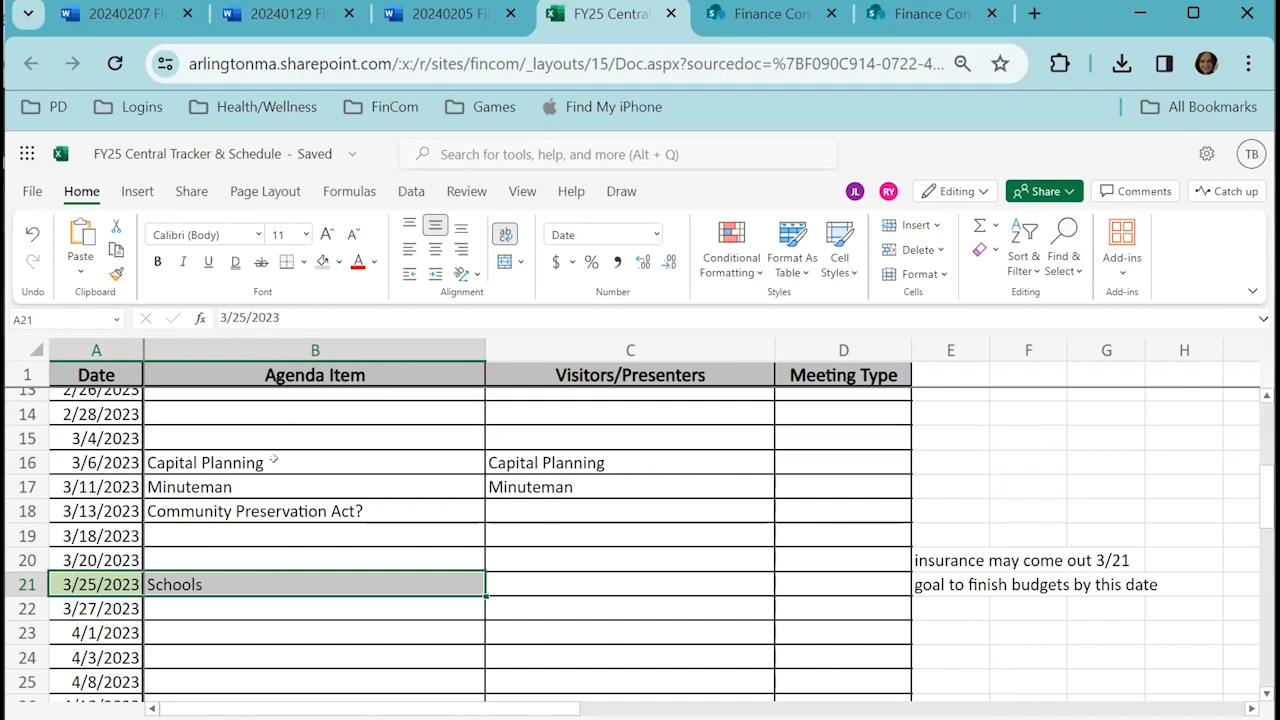 20240207 Fi
20240129 Fi
20240205 Fi
FY25 Central
Finance Con
Finance Con
arlingtonma.sharepoint.com/:x:/r/sites/fincom/_layouts/15/Doc.aspx?sourcedoc=%7BF090C914-0722-4...
PD Logins Health/Wellness FinCom Games Find My iPhone All Bookmarks
FY25 Central Tracker & Schedule - Saved
Search for tools, help, and more (Alt + Q)
TB
File Home Insert Share Page Layout Formulas Data Review View Help Draw
JL RY Editing Share Comments Catch up
Calibri (Body) 11 Date
Paste
B I U D ab
$ % 9 .00
Conditional Formatting Format As Table Cell Styles
Insert
Delete
Format
Sort & Filter Find & Select
Add-ins
Undo Clipboard Font Alignment Number Styles Cells Editing Add-ins
A21 fx 3/25/2023
A B C D E F G H
1 Date Agenda Item Visitors/Presenters Meeting Type
13 2/26/2023
14 2/28/2023
15 3/4/2023
16 3/6/2023 Capital Planning Capital Planning
17 3/11/2023 Minuteman Minuteman
18 3/13/2023 Community Preservation Act?
19 3/18/2023
20 3/20/2023 insurance may come out 3/21
21 3/25/2023 Schools goal to finish budgets by this date
22 3/27/2023
23 4/1/2023
24 4/3/2023
25 4/8/2023